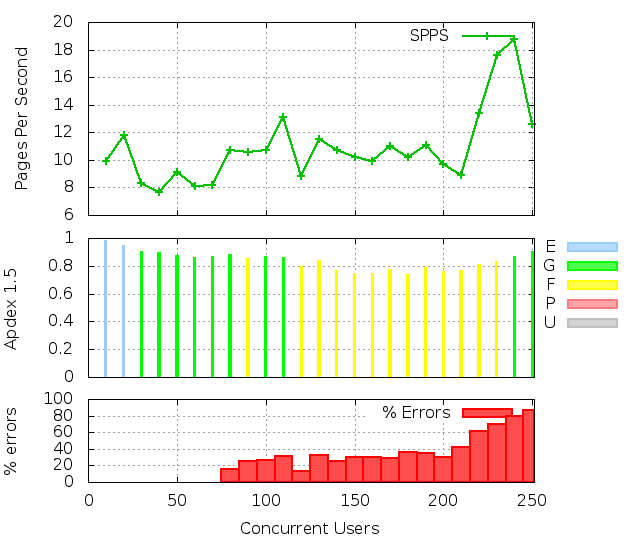 20
18
16
14
12
10
8
6
Pages Per Second
SPPS
1
0.8
0.6
0.4
0.2
0
Apdex 1.5
E
G
F
P
U
100
80
60
40
20
0
% errors
% Errors
0 50 100 150 200 250
Concurrent Users